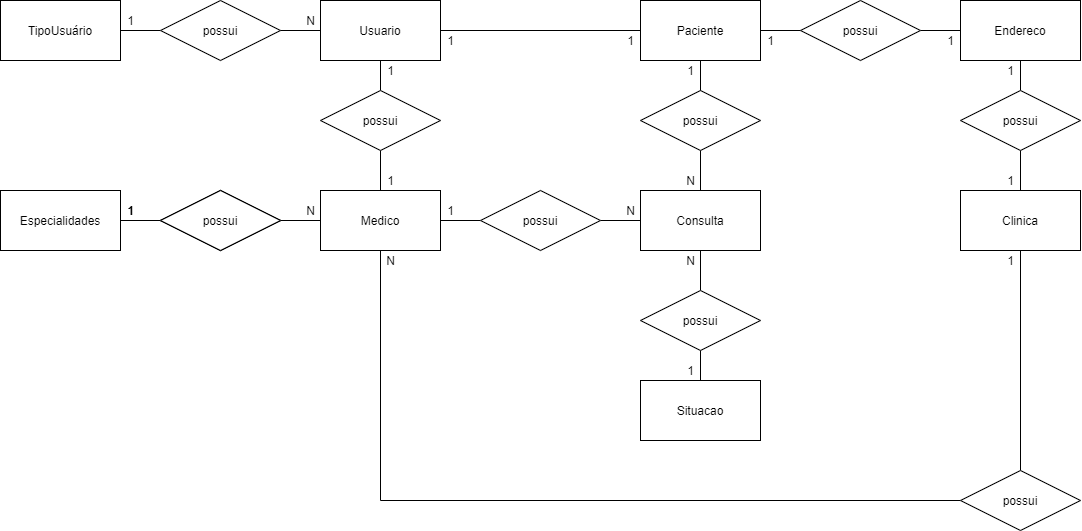 TipoUsuário 1 possui N Usuario 1 1 Paciente 1 possui 1 Endereco
1 1 1
possui possui possui
1 N 1
Especialidades 1 possui N Medico 1 possui N Consulta Clinica
N N 1
possui
1
Situacao
possui